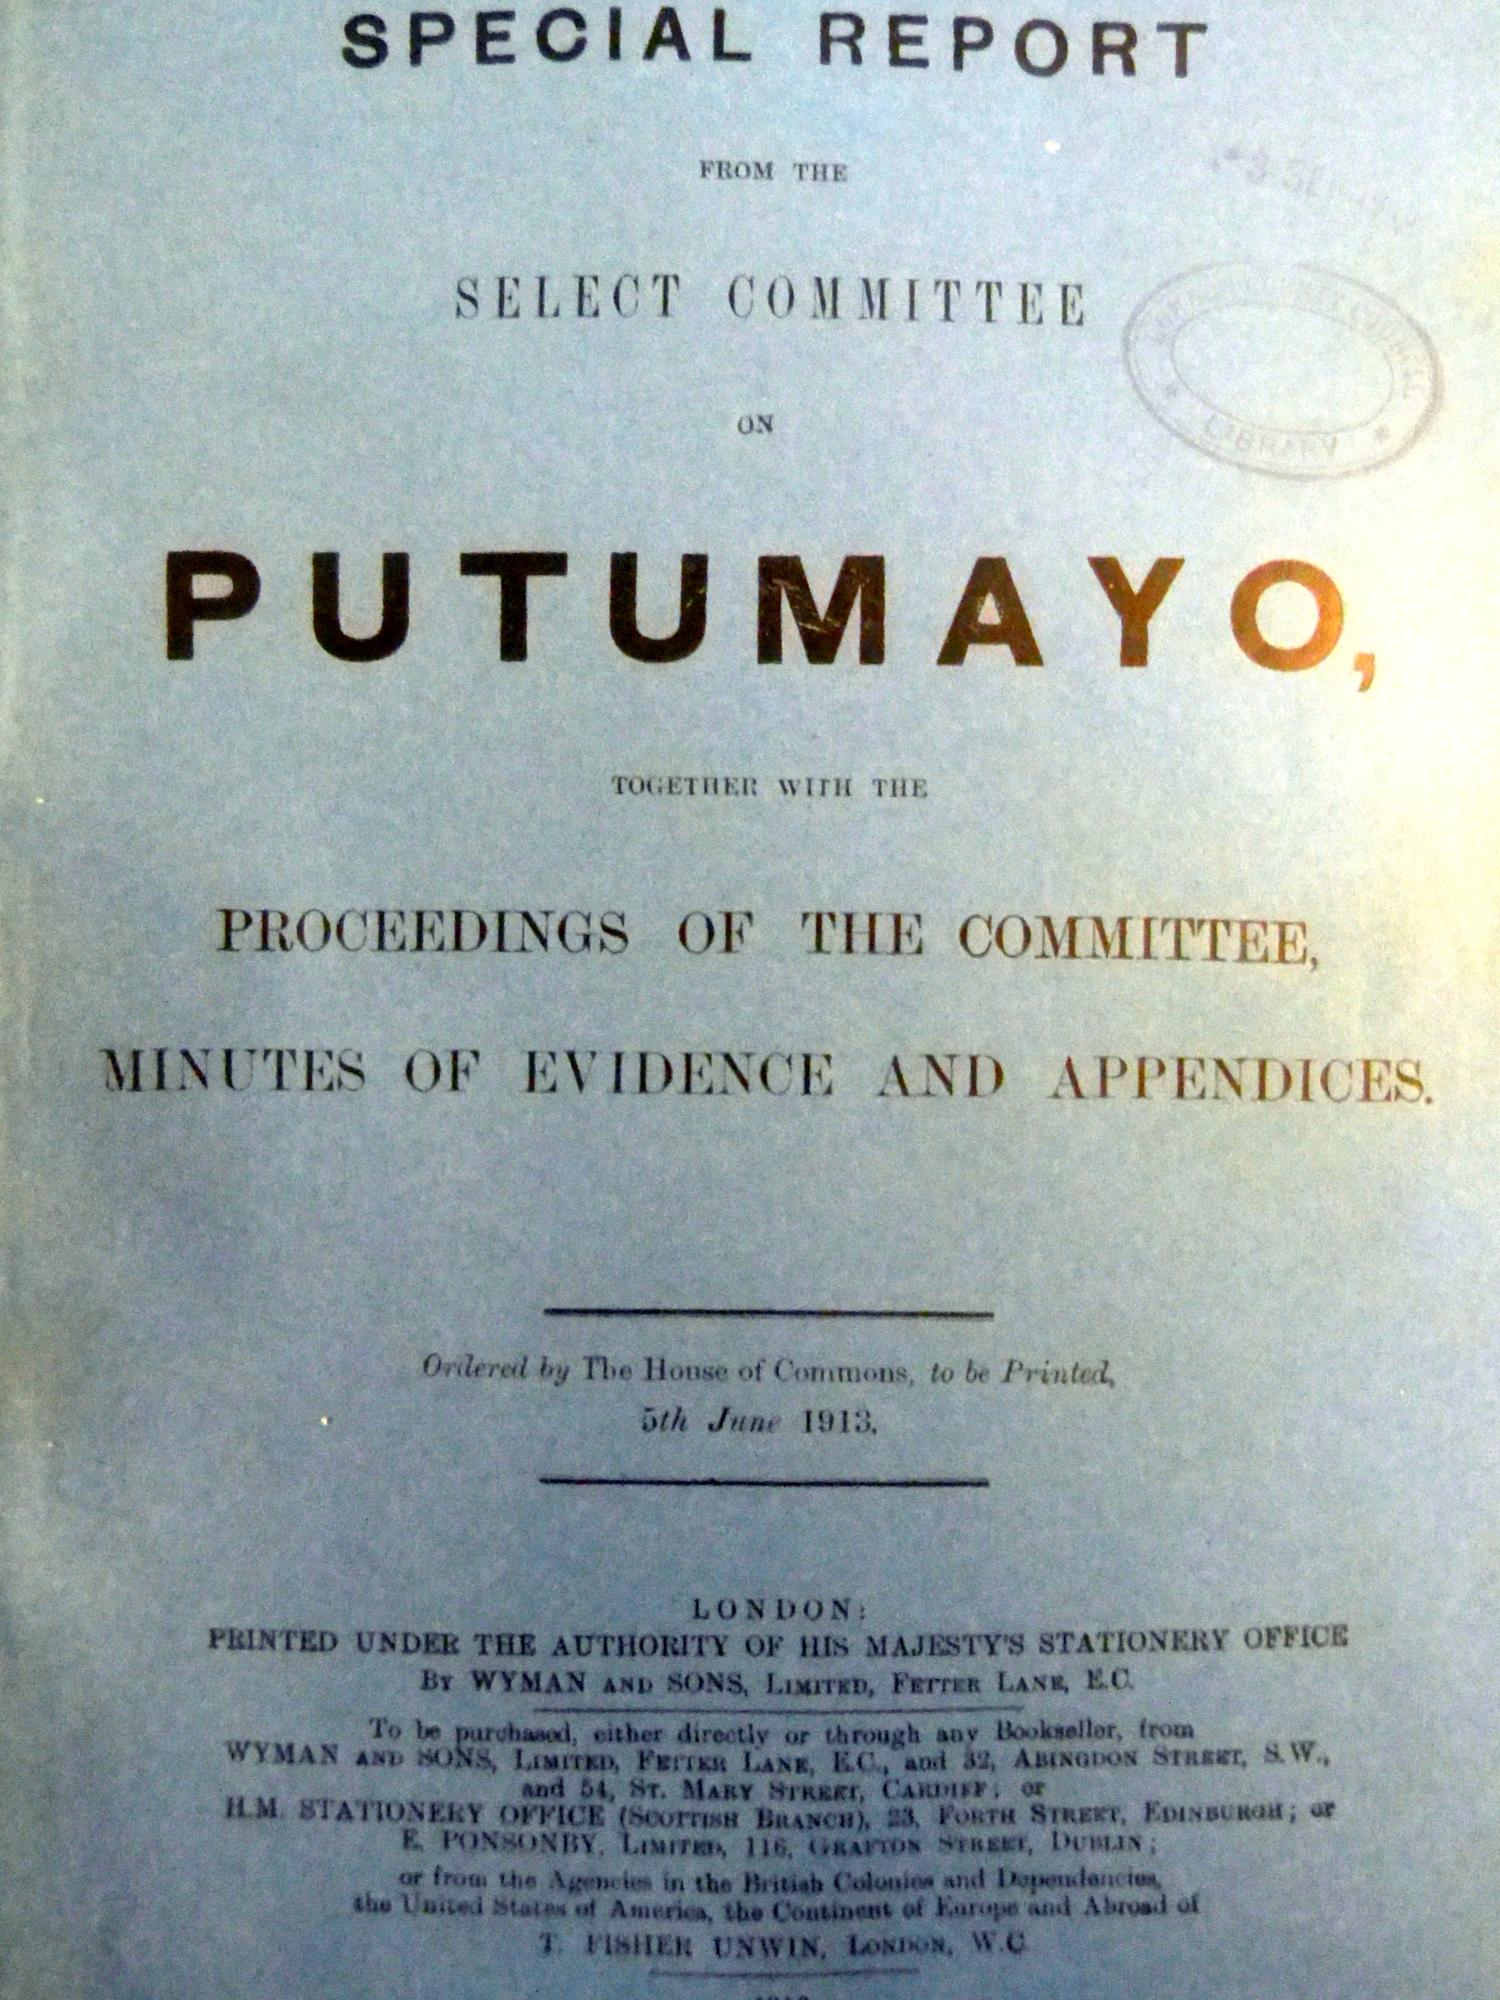 SPECIAL REPORT
FROM THE
SELECT COMMITTEE
ON
PUTUMAYO,
TOGETHER WITH THE
PROCEEDINGS OF THE COMMITTEE,
MINUTES OF EVIDENCE AND APPENDICES.
Ordered by The House of Commons, to be Printed,
5th June 1913.
LONDON:
PRINTED UNDER THE AUTHORITY OF HIS MAJESTY'S STATIONERY OFFICE
By WYMAN AND SONS, LIMITED, FETTER LANE, E.C.
To be purchased, either directly or through any Bookseller, from
WYMAN AND SONS, LIMITED, FETTER LANE, E.C., and 32, ABINGDON STREET, S.W.,
and 54, ST. MARY STREET, CARDIFF; or
H.M. STATIONERY OFFICE (SCOTTISH BRANCH), 23, FORTH STREET, EDINBURGH; or
E. PONSONBY, LIMITED, 116, GRAFTON STREET, DUBLIN;
or from the Agencies in the British Colonies and Dependencies,
the United States of America, the Continent of Europe and Abroad of
T. FISHER UNWIN, LONDON, W.C.
LIBRARY